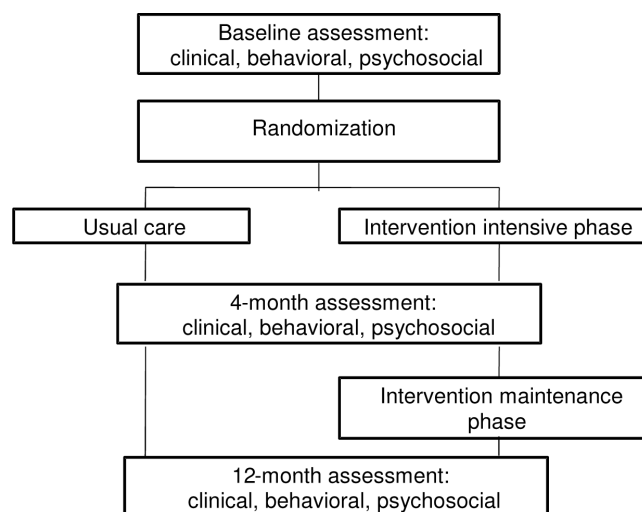 Baseline assessment:
clinical, behavioral, psychosocial
Randomization
Usual care
Intervention intensive phase
4-month assessment:
clinical, behavioral, psychosocial
Intervention maintenance
phase
12-month assessment:
clinical, behavioral, psychosocial